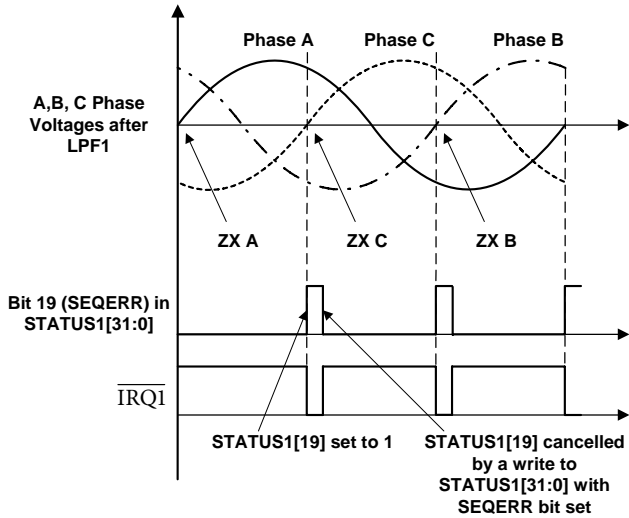 Phase A
Phase C
Phase B
A,B, C Phase
Voltages after
LPF1
ZX A
ZX C
ZX B
Bit 19 (SEQERR) in
STATUS1[31:0]
IRQ1
STATUS1[19] set to 1
STATUS1[19] cancelled
by a write to
STATUS1[31:0] with
SEQERR bit set